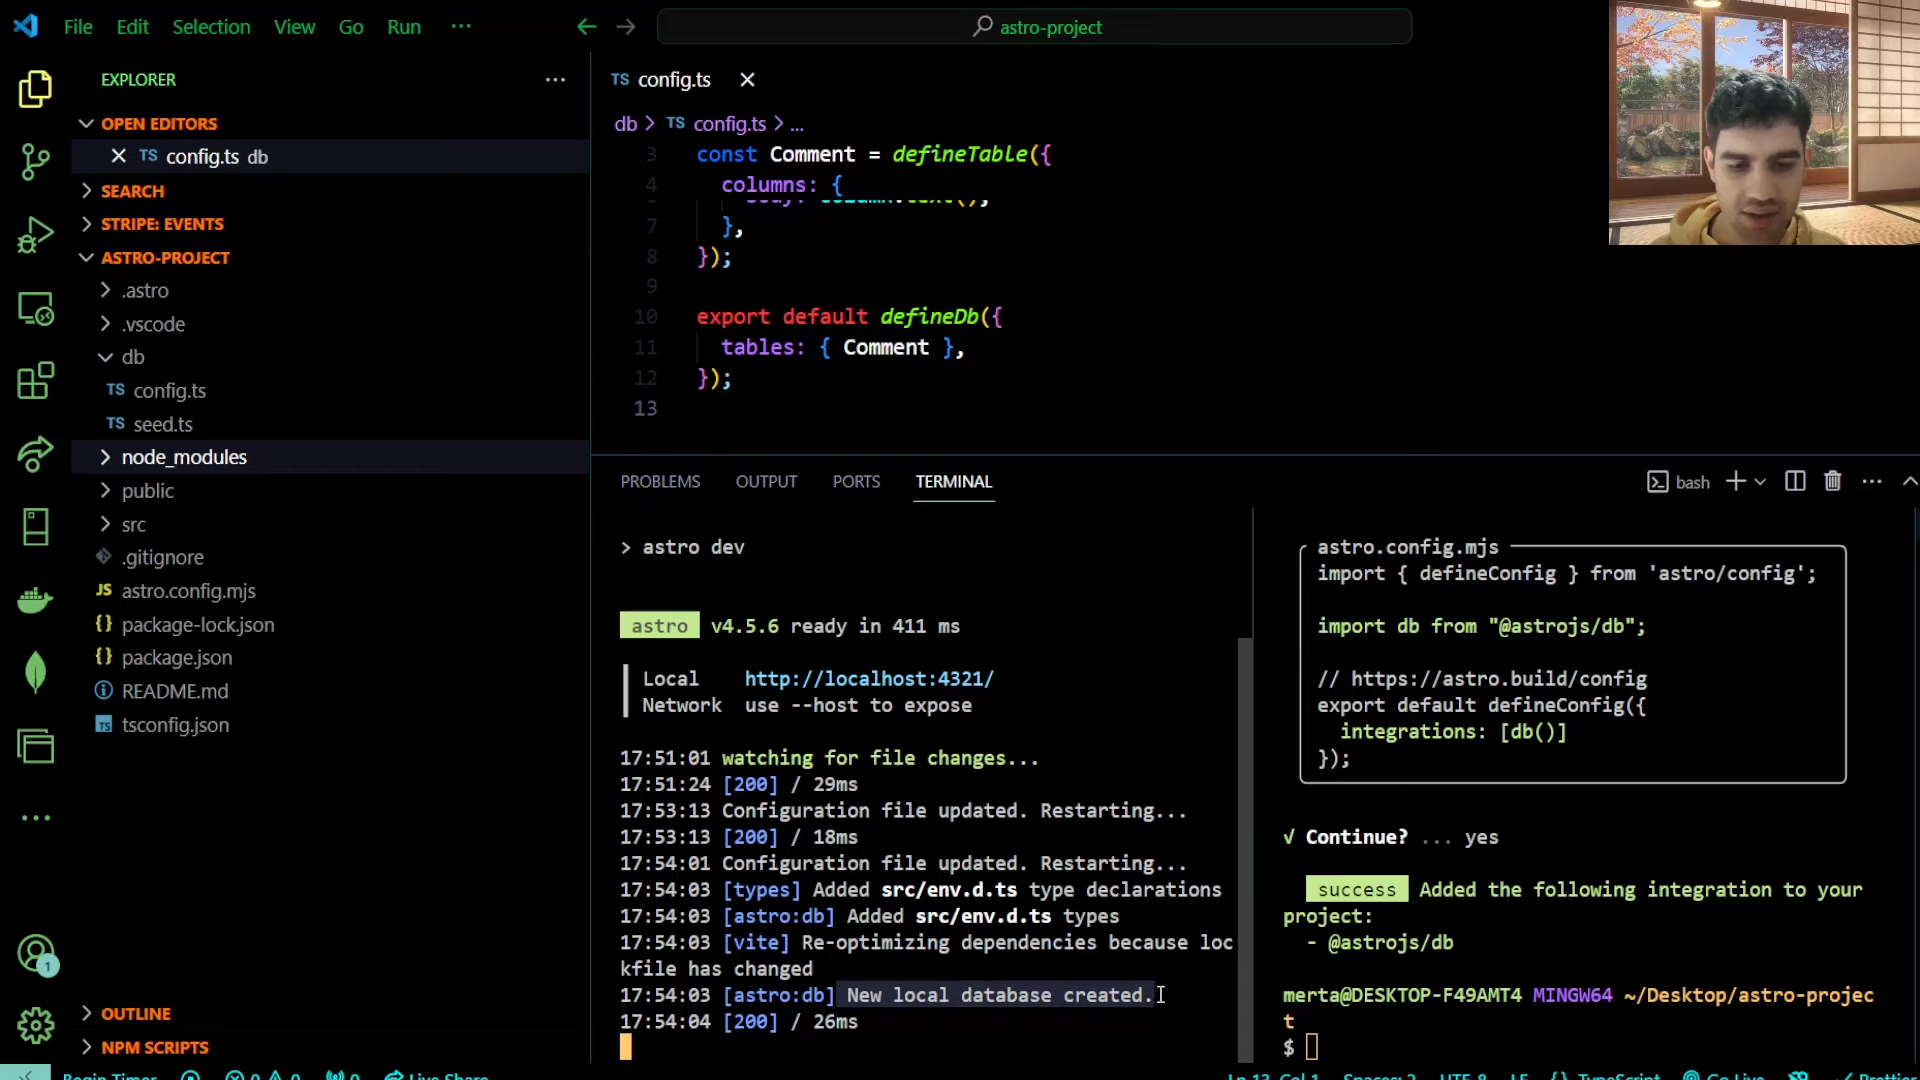 File Edit Selection View Go Run ...
astro-project
EXPLORER
OPEN EDITORS
TS config.ts db
SEARCH
STRIPE: EVENTS
ASTRO-PROJECT
.astro
.vscode
db
TS config.ts
TS seed.ts
node_modules
public
src
.gitignore
JS astro.config.mjs
{} package-lock.json
{} package.json
README.md
TS tsconfig.json
OUTLINE
NPM SCRIPTS
1
TS config.ts
db > TS config.ts > ...
3 const Comment = defineTable({
4 columns: {
7 },
8 });
9
10 export default defineDb({
11 tables: { Comment },
12 });
13
PROBLEMS OUTPUT PORTS TERMINAL
bash
> astro dev
astro v4.5.6 ready in 411 ms
Local http://localhost:4321/
Network use --host to expose
17:51:01 watching for file changes...
17:51:24 [200] / 29ms
17:53:13 Configuration file updated. Restarting...
17:53:13 [200] / 18ms
17:54:01 Configuration file updated. Restarting...
17:54:03 [types] Added src/env.d.ts type declarations
17:54:03 [astro:db] Added src/env.d.ts types
17:54:03 [vite] Re-optimizing dependencies because loc
kfile has changed
17:54:03 [astro:db] New local database created.
17:54:04 [200] / 26ms
astro.config.mjs
import { defineConfig } from 'astro/config';
import db from "@astrojs/db";
// https://astro.build/config
export default defineConfig({
integrations: [db()]
});
√ Continue? ... yes
success Added the following integration to your
project:
- @astrojs/db
merta@DESKTOP-F49AMT4 MINGW64 ~/Desktop/astro-projec
t
$